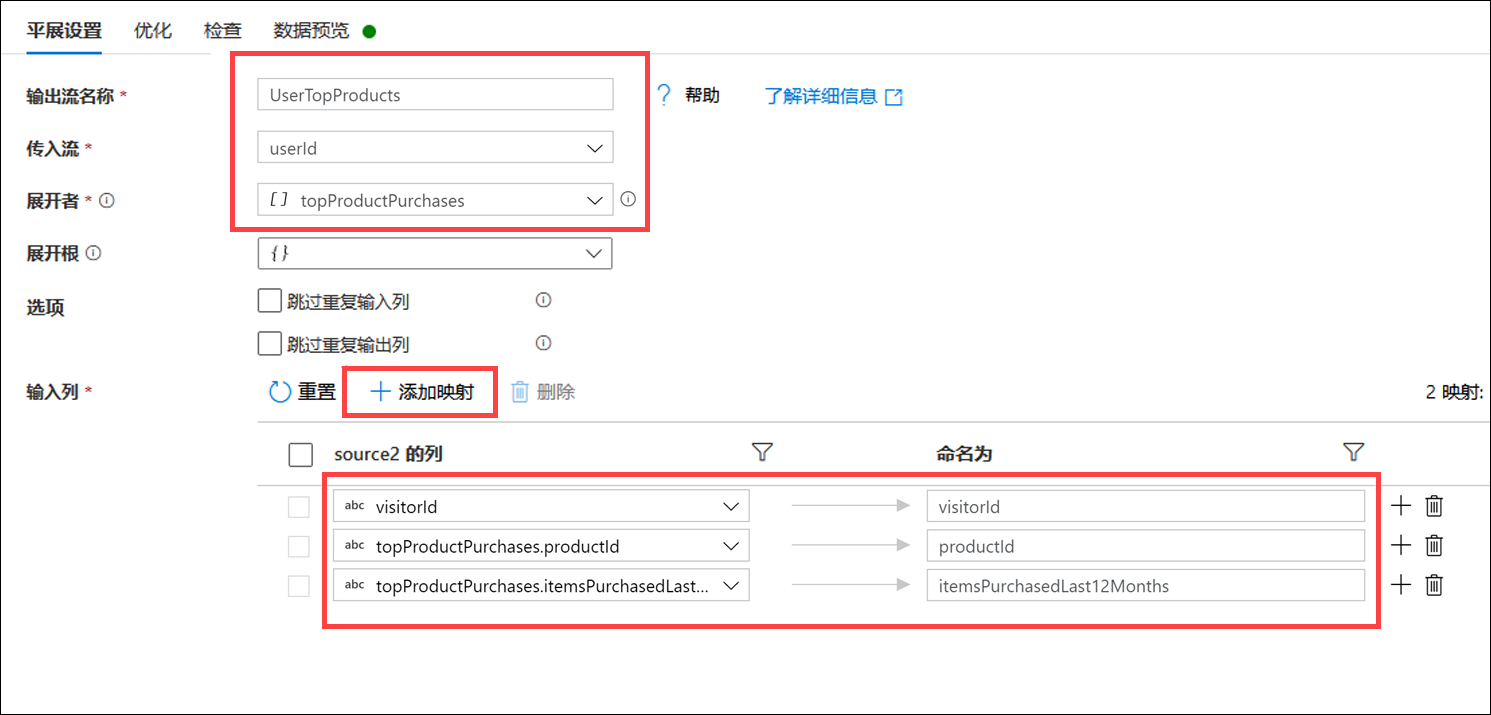 平展设置 优化 检查 数据预览
输出流名称 * UserTopProducts ? 帮助 了解详细信息
传入流 * userId
展开者 * [] topProductPurchases
展开根 {}
选项 跳过重复输入列
跳过重复输出列
输入列 * 重置 添加映射 删除 2 映射:
source2 的列 命名为
abc visitorId visitorId
abc topProductPurchases.productId productId
abc topProductPurchases.itemsPurchasedLast... itemsPurchasedLast12Months